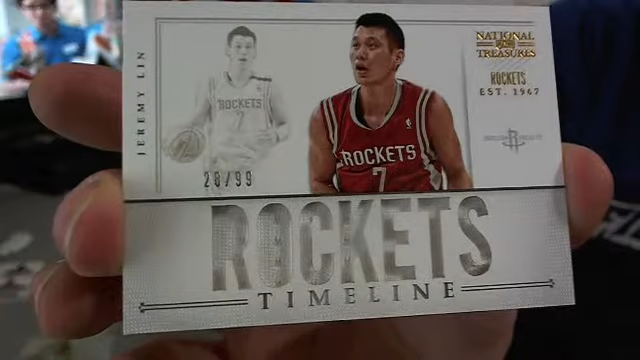 JEREMY LIN
NATIONAL
TREASURES
ROCKETS
EST. 1967
ROCKETS
7
ROCKETS
7
28/99
ROCKETS
TIMELINE